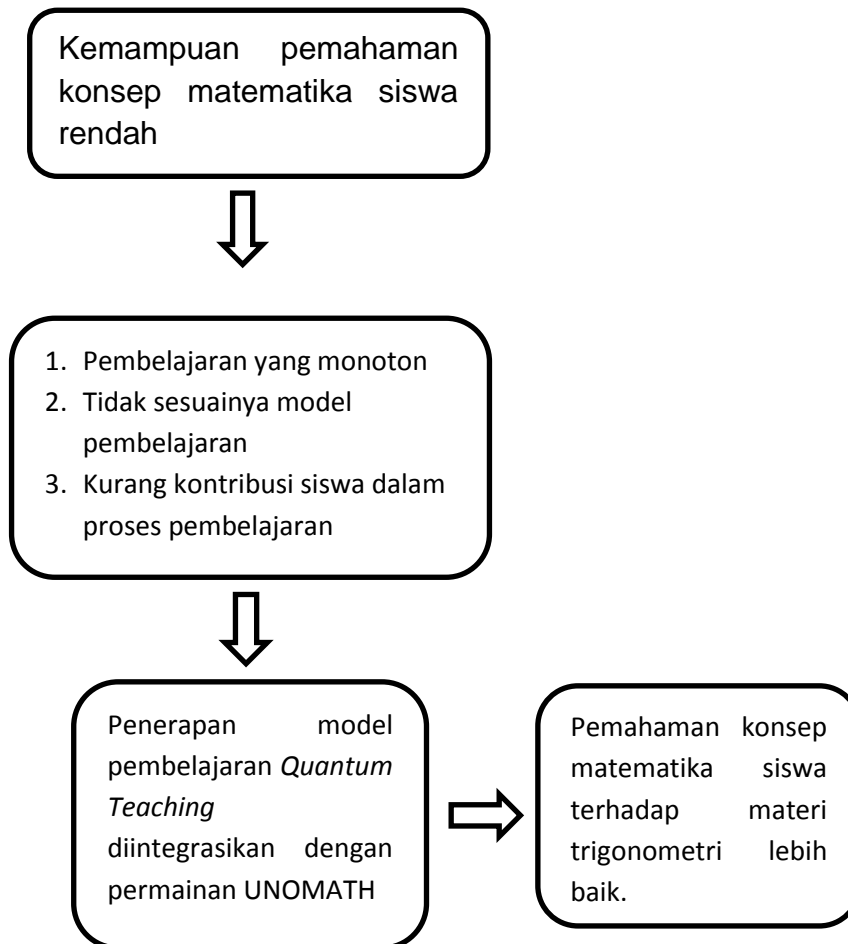 Kemampuan pemahaman
konsep matematika siswa
rendah
1. Pembelajaran yang monoton
2. Tidak sesuainya model
pembelajaran
3. Kurang kontribusi siswa dalam
proses pembelajaran
Penerapan model
pembelajaran Quantum
Teaching
diintegrasikan dengan
permainan UNOMATH
Pemahaman konsep
matematika siswa
terhadap materi
trigonometri lebih
baik.